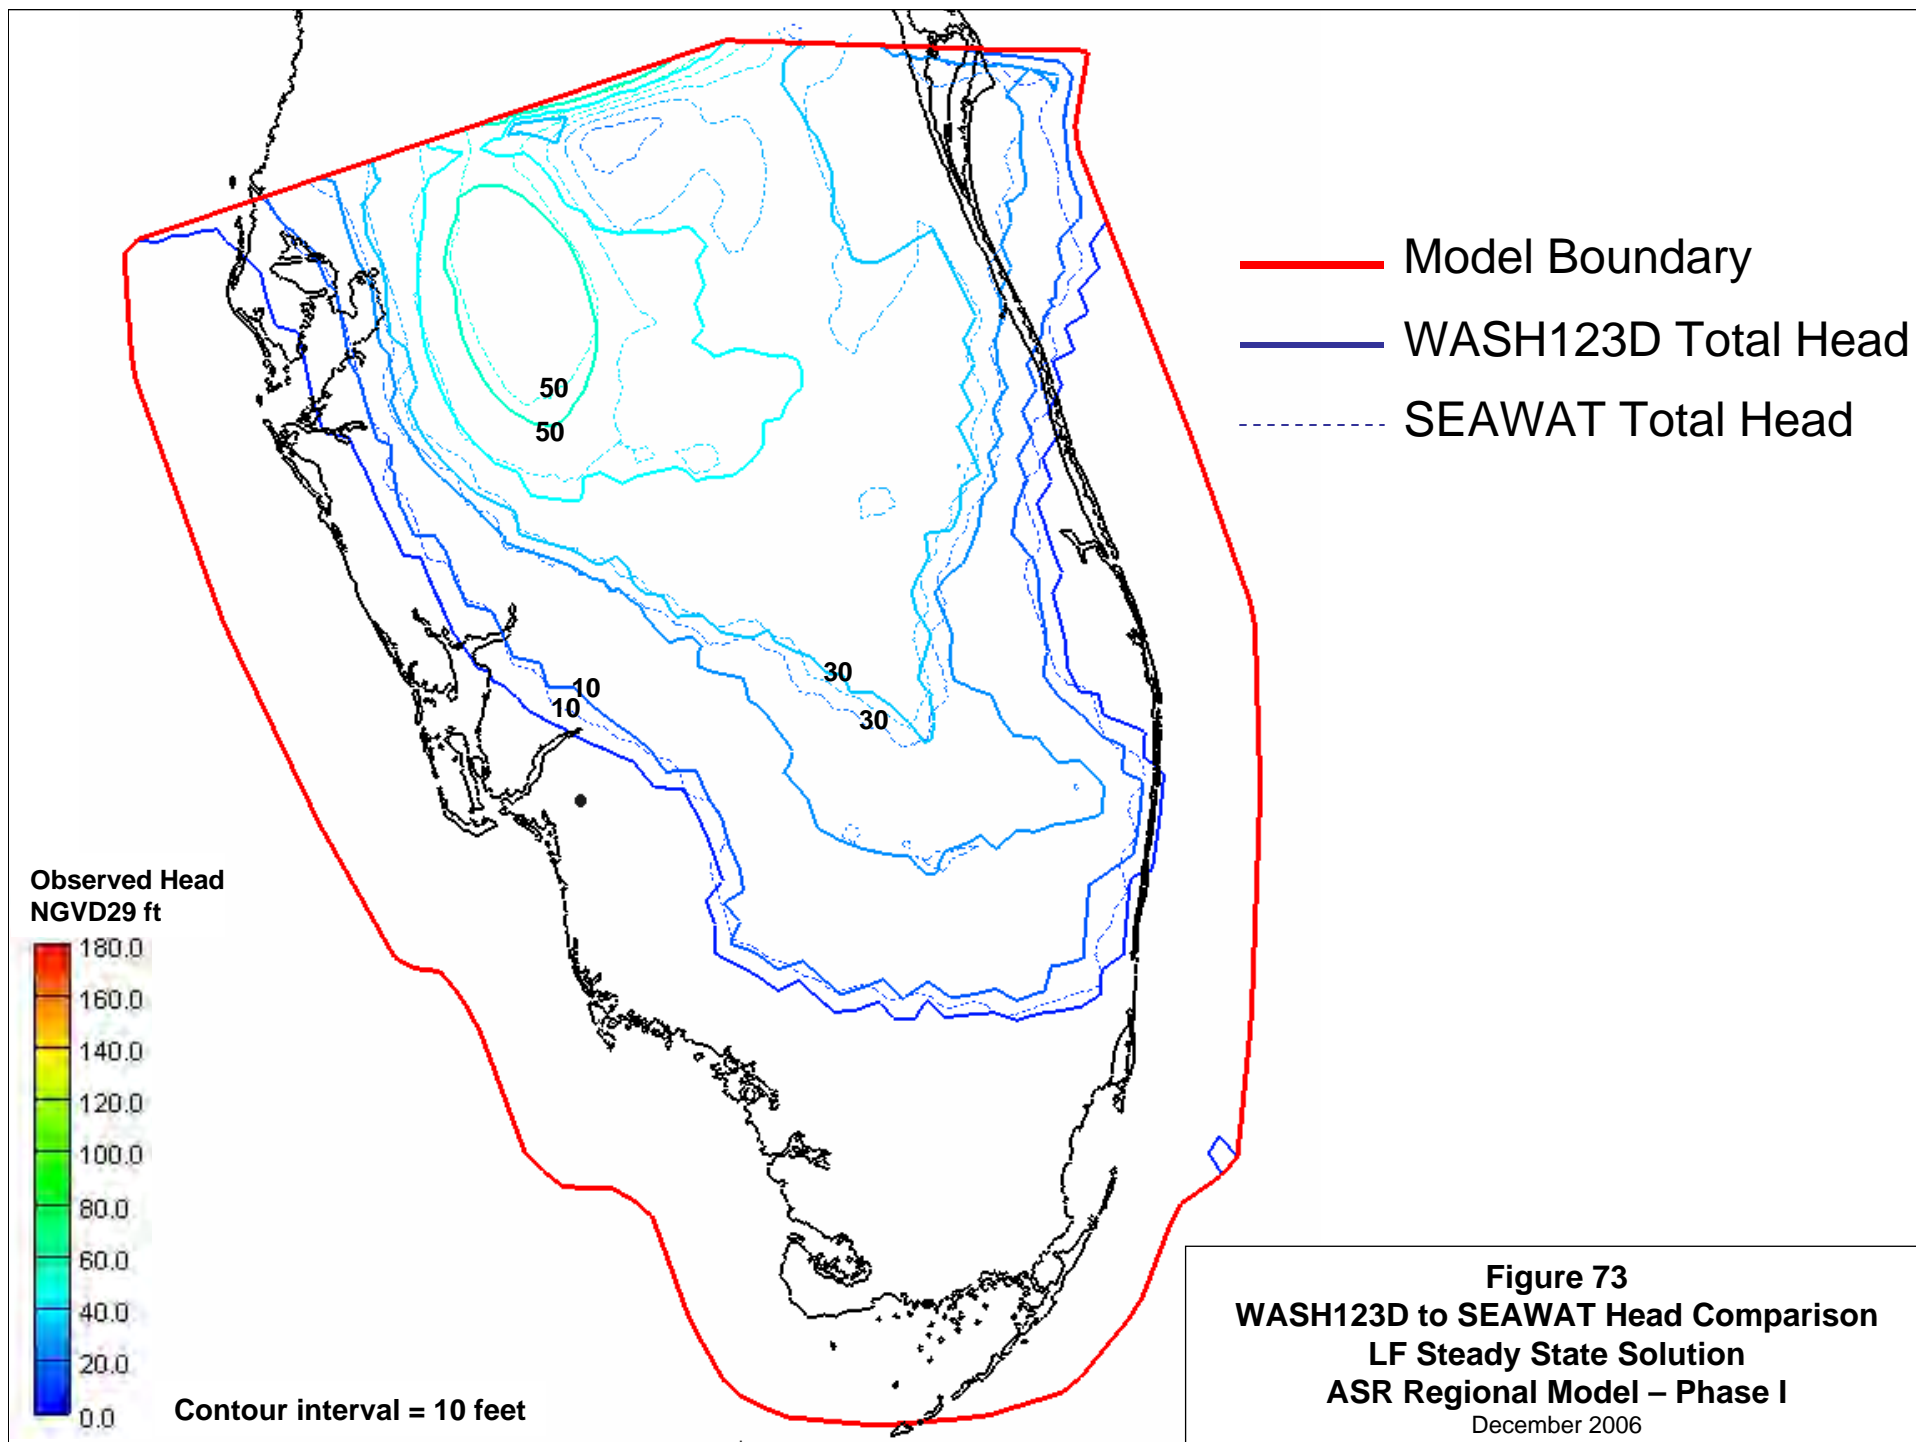 Model Boundary
WASH123D Total Head
SEAWAT Total Head
50
50
30
30
10
10
Observed Head
NGVD29 ft
180.0
160.0
140.0
120.0
100.0
80.0
60.0
40.0
20.0
0.0
Contour interval = 10 feet
Figure 73
WASH123D to SEAWAT Head Comparison
LF Steady State Solution
ASR Regional Model – Phase I
December 2006